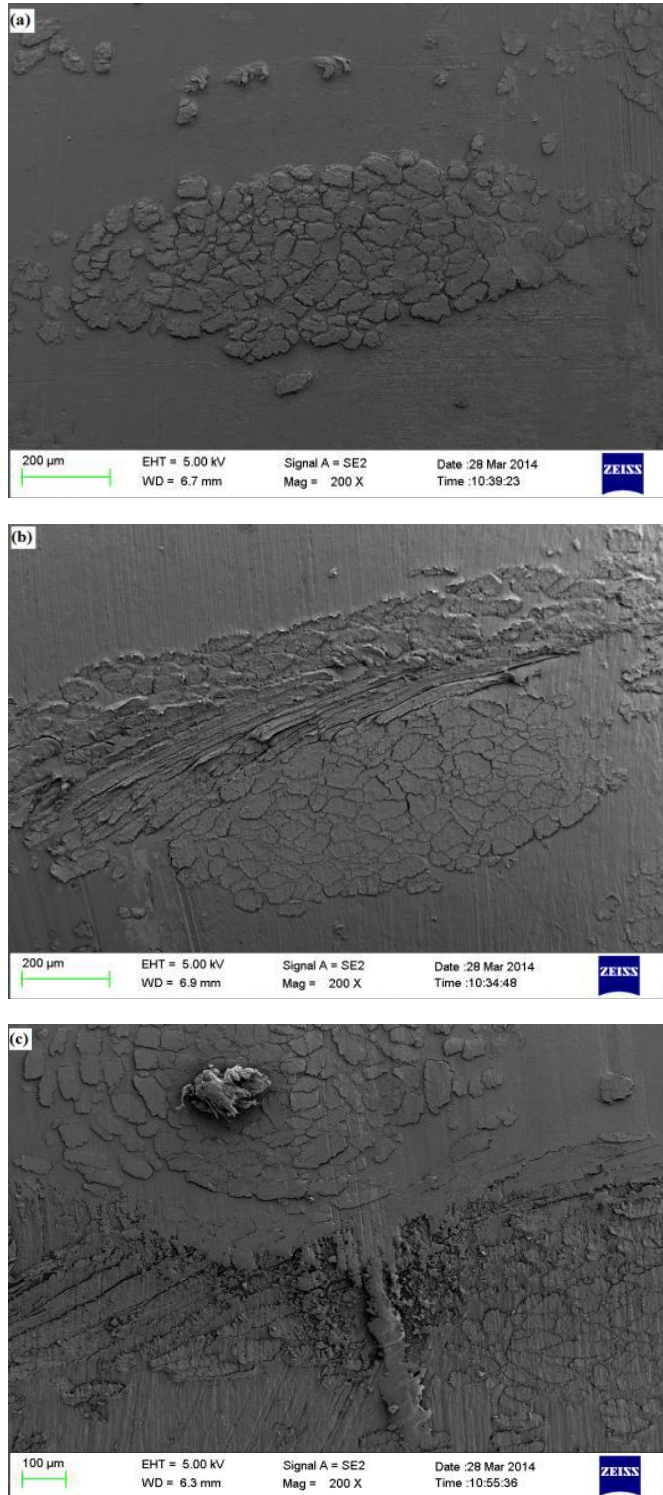 (a)
200 µm EHT = 5.00 kV Signal A = SE2 Date :28 Mar 2014 ZEISS
WD = 6.7 mm Mag = 200 X Time :10:39:23
(b)
200 µm EHT = 5.00 kV Signal A = SE2 Date :28 Mar 2014 ZEISS
WD = 6.9 mm Mag = 200 X Time :10:34:48
(c)
100 µm EHT = 5.00 kV Signal A = SE2 Date :28 Mar 2014 ZEISS
WD = 6.3 mm Mag = 200 X Time :10:55:36